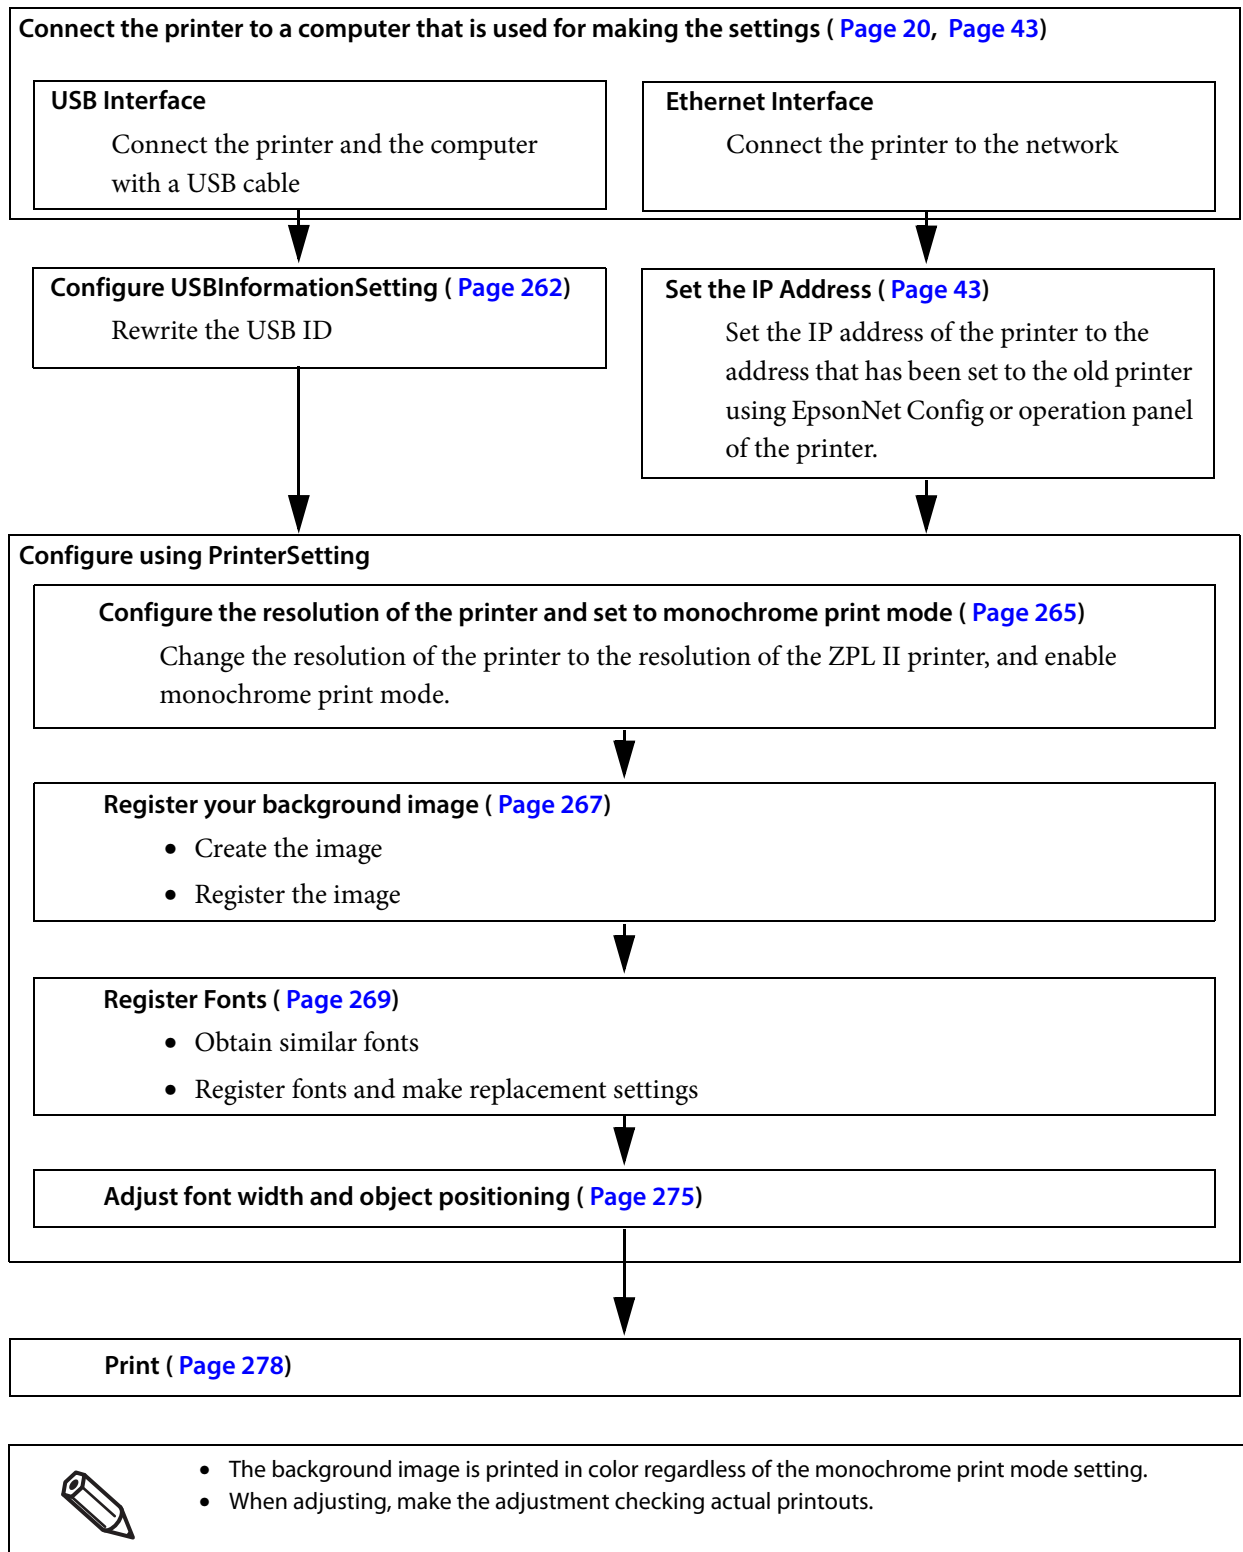 Connect the printer to a computer that is used for making the settings ( Page 20, Page 43)
USB Interface
Connect the printer and the computer
with a USB cable
Ethernet Interface
Connect the printer to the network
Configure USBInformationSetting ( Page 262)
Rewrite the USB ID
Set the IP Address ( Page 43)
Set the IP address of the printer to the
address that has been set to the old printer
using EpsonNet Config or operation panel
of the printer.
Configure using PrinterSetting
Configure the resolution of the printer and set to monochrome print mode ( Page 265)
Change the resolution of the printer to the resolution of the ZPL II printer, and enable
monochrome print mode.
Register your background image ( Page 267)
• Create the image
• Register the image
Register Fonts ( Page 269)
• Obtain similar fonts
• Register fonts and make replacement settings
Adjust font width and object positioning ( Page 275)
Print ( Page 278)
• The background image is printed in color regardless of the monochrome print mode setting.
• When adjusting, make the adjustment checking actual printouts.